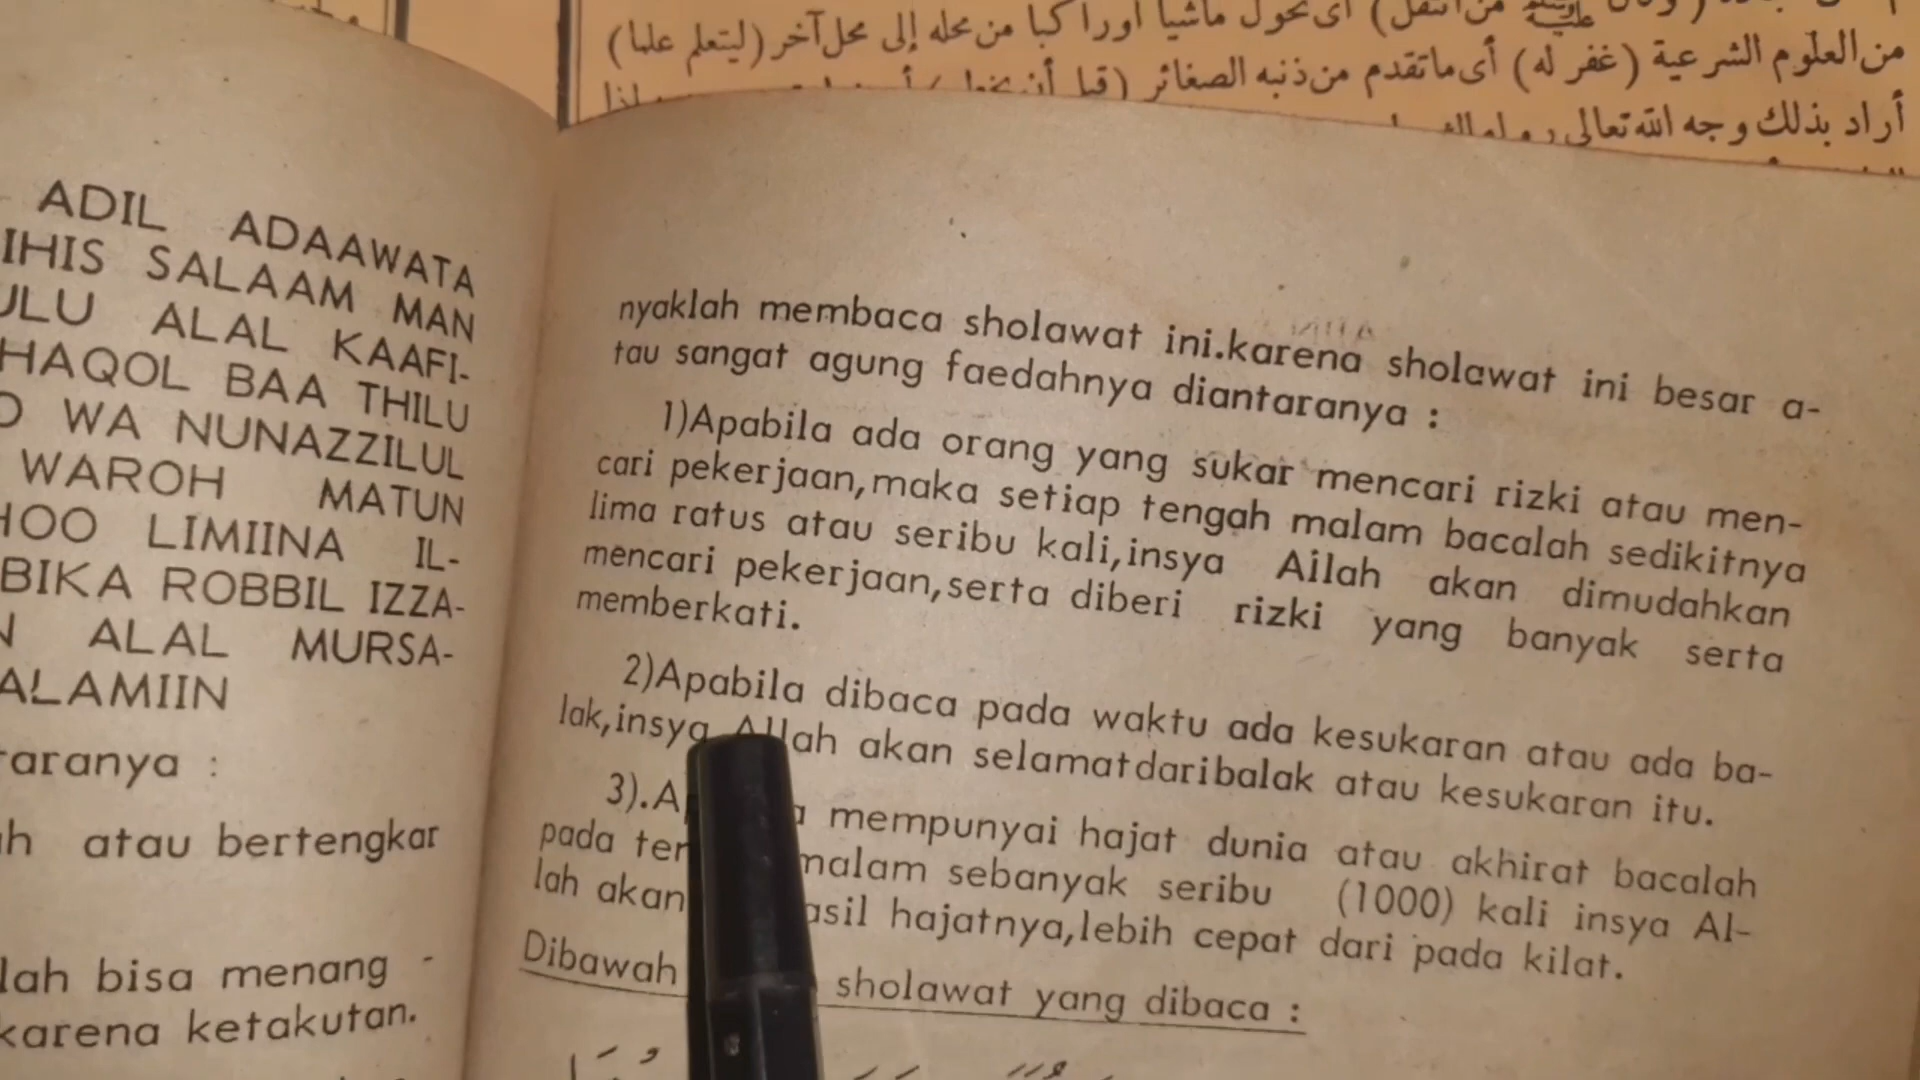 من العلوم الشرعية (غفر له) أى ما تقدم من ذنبه الصغائر (قبل أن
أراد بذلك وجه الله تعالى
ADIL ADAAWATA
IHIS SALAAM MAN
ULU ALAL KAAFI-
HAQOL BAA THILU
WA NUNAZZILUL
WAROH MATUN
HOO LIMIINA IL-
BIKA ROBBIL IZZA-
N ALAL MURSA-
ALAMIIN
taranya :
ah atau bertengkar
lah bisa menang -
karena ketakutan.
nyaklah membaca sholawat ini.karena sholawat ini besar a-
tau sangat agung faedahnya diantaranya :
1)Apabila ada orang yang sukar mencari rizki atau men-
cari pekerjaan,maka setiap tengah malam bacalah sedikitnya
lima ratus atau seribu kali,insya Allah akan dimudahkan
mencari pekerjaan,serta diberi rizki yang banyak serta
memberkati.
2)Apabila dibaca pada waktu ada kesukaran atau ada ba-
lak,insya Allah akan selamatdaribalak atau kesukaran itu.
3).A a mempunyai hajat dunia atau akhirat bacalah
pada malam sebanyak seribu (1000) kali insya Al-
lah akan asil hajatnya,lebih cepat dari pada kilat.
Dibawah sholawat yang dibaca :